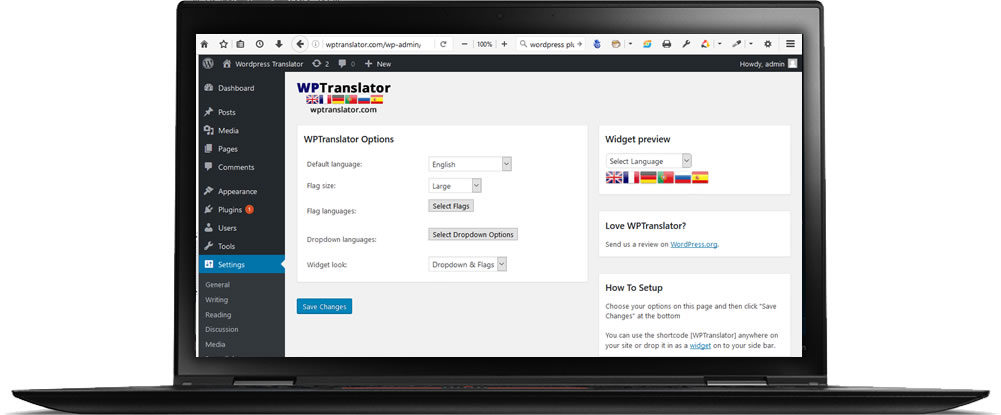 wptranslator.com/wp-admin/
100%
wordpress plu
Wordpress Translator
2
0
New
Howdy, admin
Dashboard
Posts
Media
Pages
Comments
Appearance
Plugins 1
Users
Tools
Settings
General
Writing
Reading
Discussion
Media
WPTranslator
wptranslator.com
WPTranslator Options
Default language:
English
Flag size:
Large
Flag languages:
Select Flags
Dropdown languages:
Select Dropdown Options
Widget look:
Dropdown & Flags
Save Changes
Widget preview
Select Language
Love WPTranslator?
Send us a review on WordPress.org.
How To Setup
Choose your options on this page and then click "Save
Changes" at the bottom
You can use the shortcode [WPTranslator] anywhere on
your site or drop it in as a widget on to your side bar.